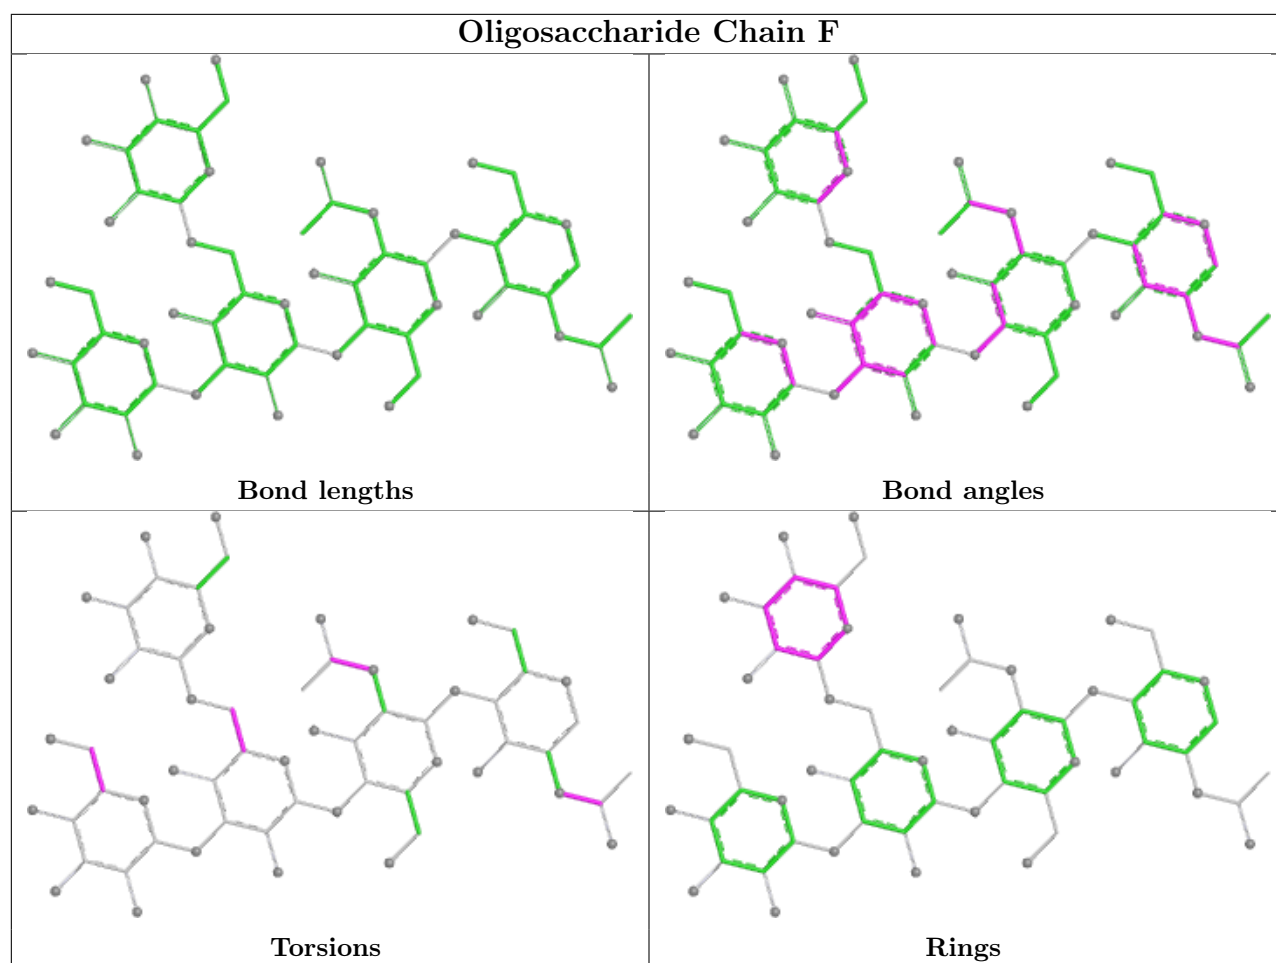 Oligosaccharide Chain F
Bond lengths
Bond angles
Torsions
Rings